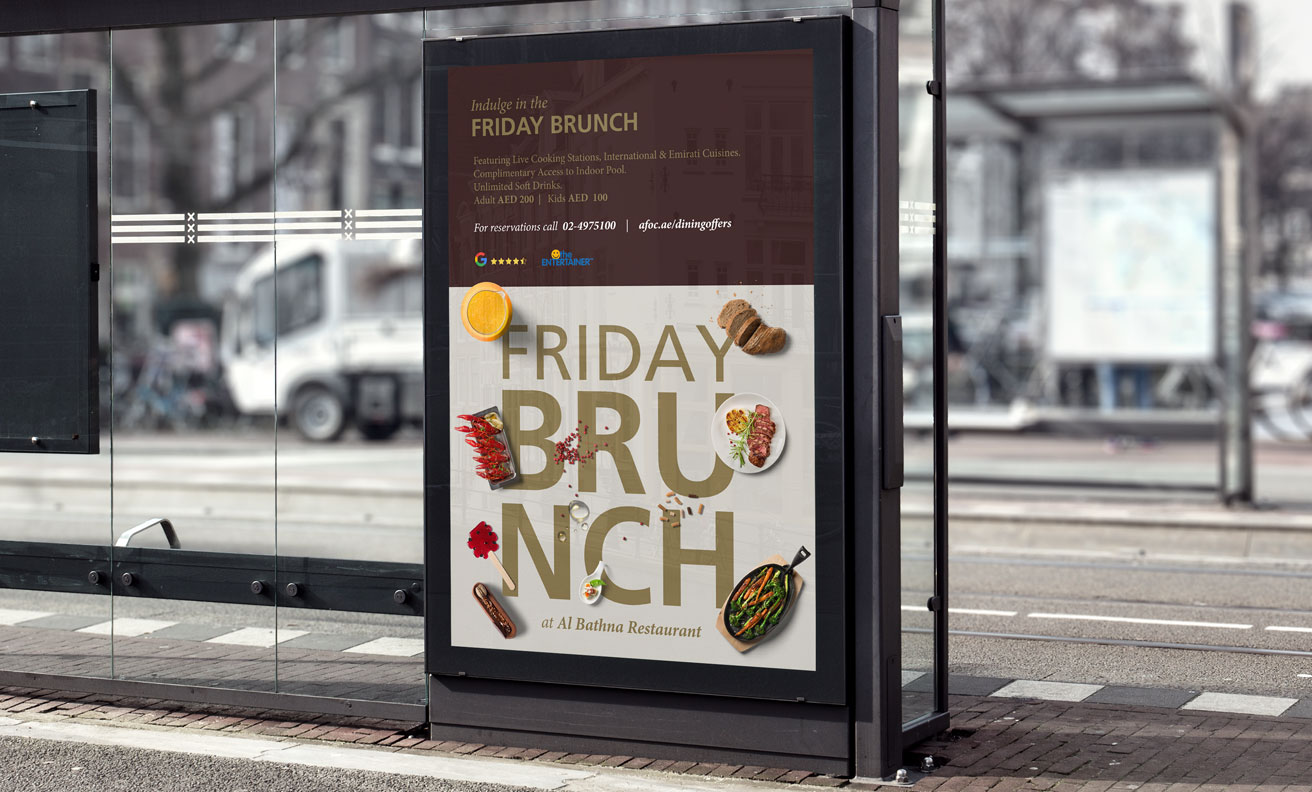 Indulge in the
FRIDAY BRUNCH
Featuring Live Cooking Stations, International & Emirati Cuisines.
Complimentary Access to Indoor Pool.
Unlimited Soft Drinks.
Adult AED 200 | Kids AED 100
For reservations call 02-4975100 | afoc.ae/diningoffers
G the
ENTERTAINER
FRIDAY
BRU
NCH
at Al Bathna Restaurant